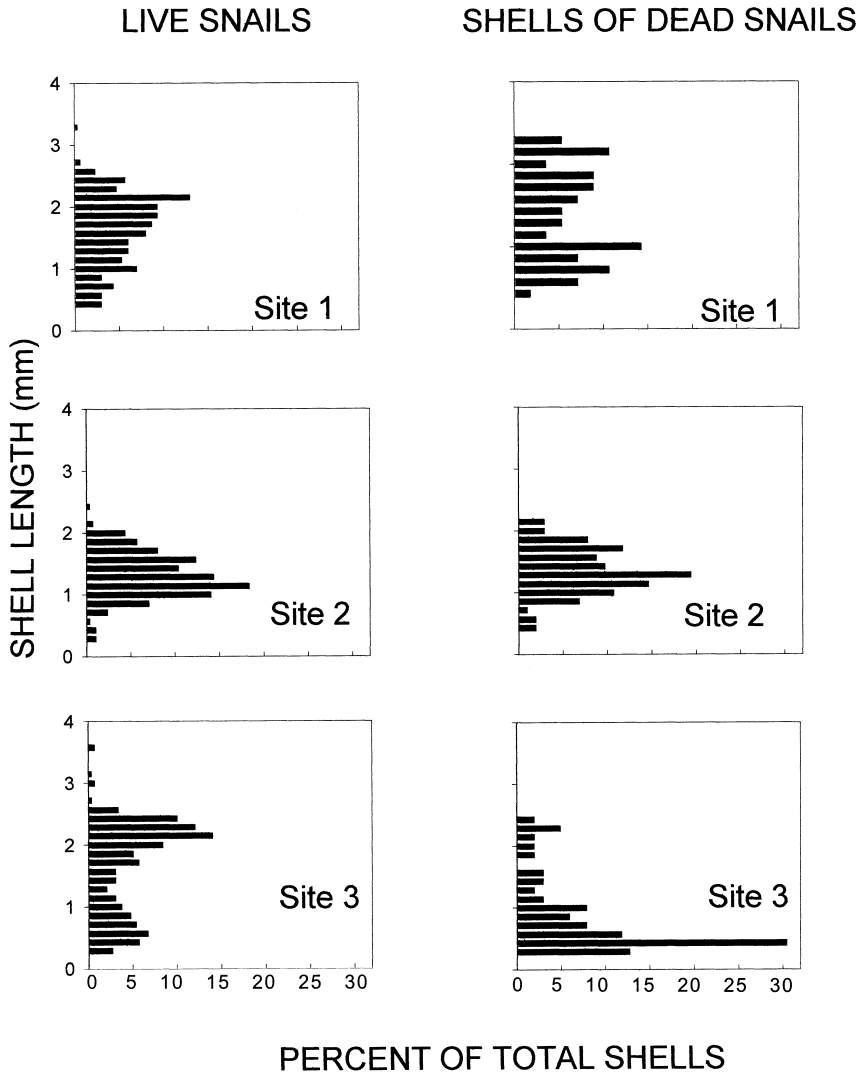 LIVE SNAILS
SHELLS OF DEAD SNAILS
4
3
2
1
0
Site 1
Site 1
SHELL LENGTH (mm)
4
3
2
1
0
Site 2
Site 2
4
3
2
1
0
Site 3
Site 3
0 5 10 15 20 25 30
0 5 10 15 20 25 30
PERCENT OF TOTAL SHELLS